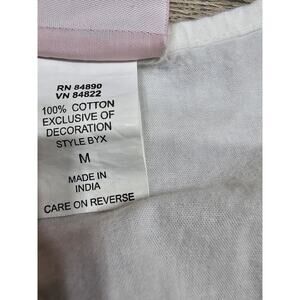 RN 84890
VN 84822
100% COTTON
EXCLUSIVE OF
DECORATION
STYLE BYX
M
MADE IN
INDIA
CARE ON REVERSE